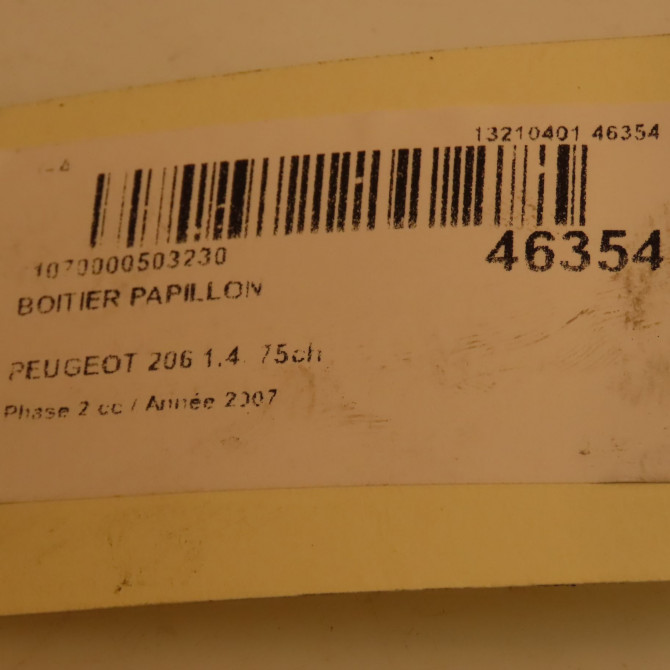 13210401 46354
46354
1070000503230
BOITIER PAPILLON
PEUGEOT 206 1.4 75ch
Phase 2 cc / Année 2007